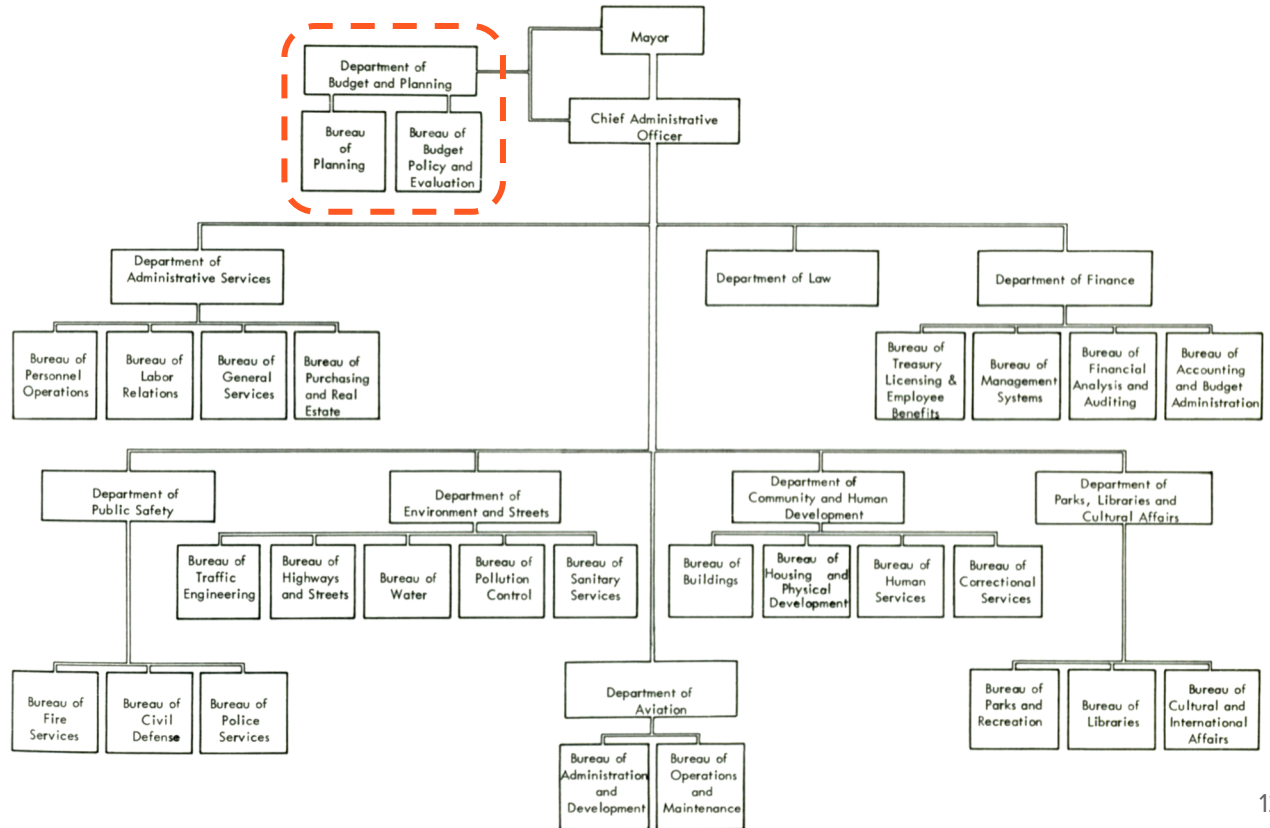 Mayor
Department of
Budget and Planning
Chief Administrative
Officer
Bureau
of
Planning
Bureau of
Budget
Policy and
Evaluation
Department of
Administrative Services
Department of Law
Department of Finance
Bureau of
Personnel
Operations
Bureau of
Labor
Relations
Bureau of
General
Services
Bureau of
Purchasing
and Real
Estate
Bureau of
Treasury
Licensing &
Employee
Benefits
Bureau of
Management
Systems
Bureau of
Financial
Analysis and
Auditing
Bureau of
Accounting
and Budget
Administration
Department of
Public Safety
Department of
Environment and Streets
Department of
Community and Human
Development
Department of
Parks, Libraries and
Cultural Affairs
Bureau of
Traffic
Engineering
Bureau of
Highways
and Streets
Bureau of
Water
Bureau of
Pollution
Control
Bureau of
Sanitary
Services
Bureau of
Buildings
Bureau of
Housing and
Physical
Development
Bureau of
Human
Services
Bureau of
Correctional
Services
Bureau of
Fire
Services
Bureau of
Civil
Defense
Bureau of
Police
Services
Department of
Aviation
Bureau of
Parks and
Recreation
Bureau of
Libraries
Bureau of
Cultural and
International
Affairs
Bureau of
Administration
and
Development
Bureau of
Operations
and
Maintenance